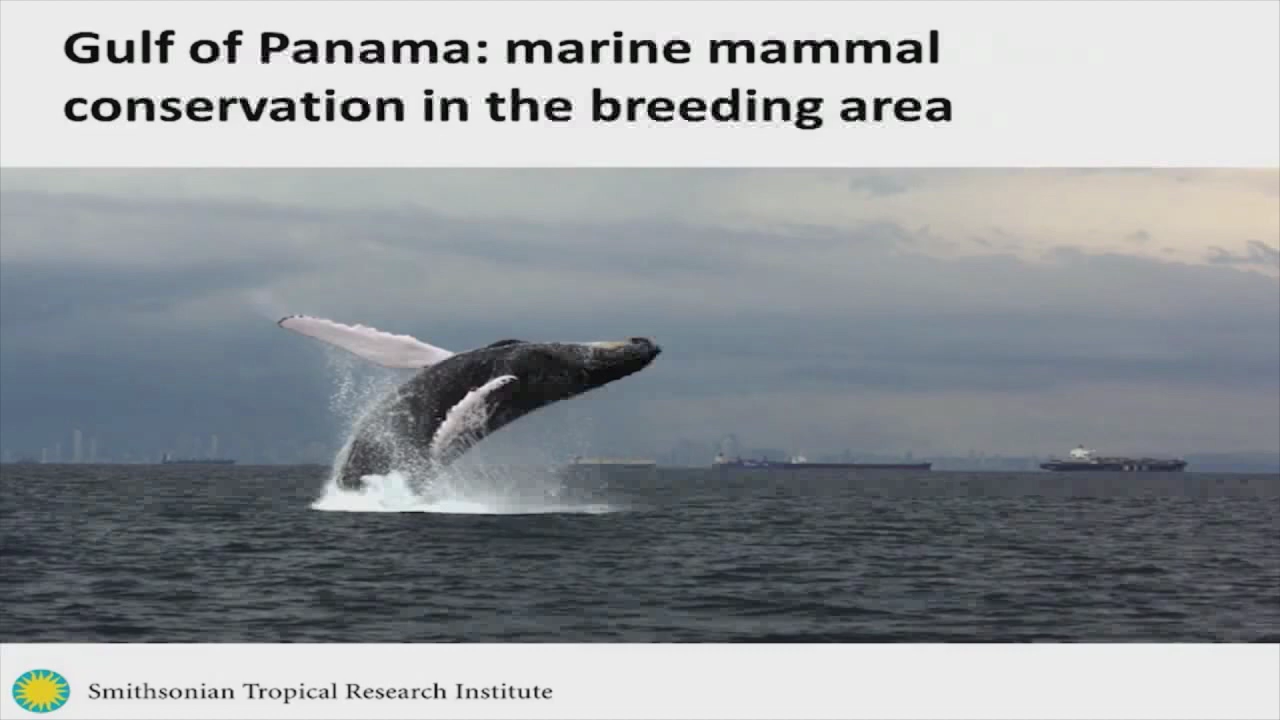 Gulf of Panama: marine mammal
conservation in the breeding area
Smithsonian Tropical Research Institute